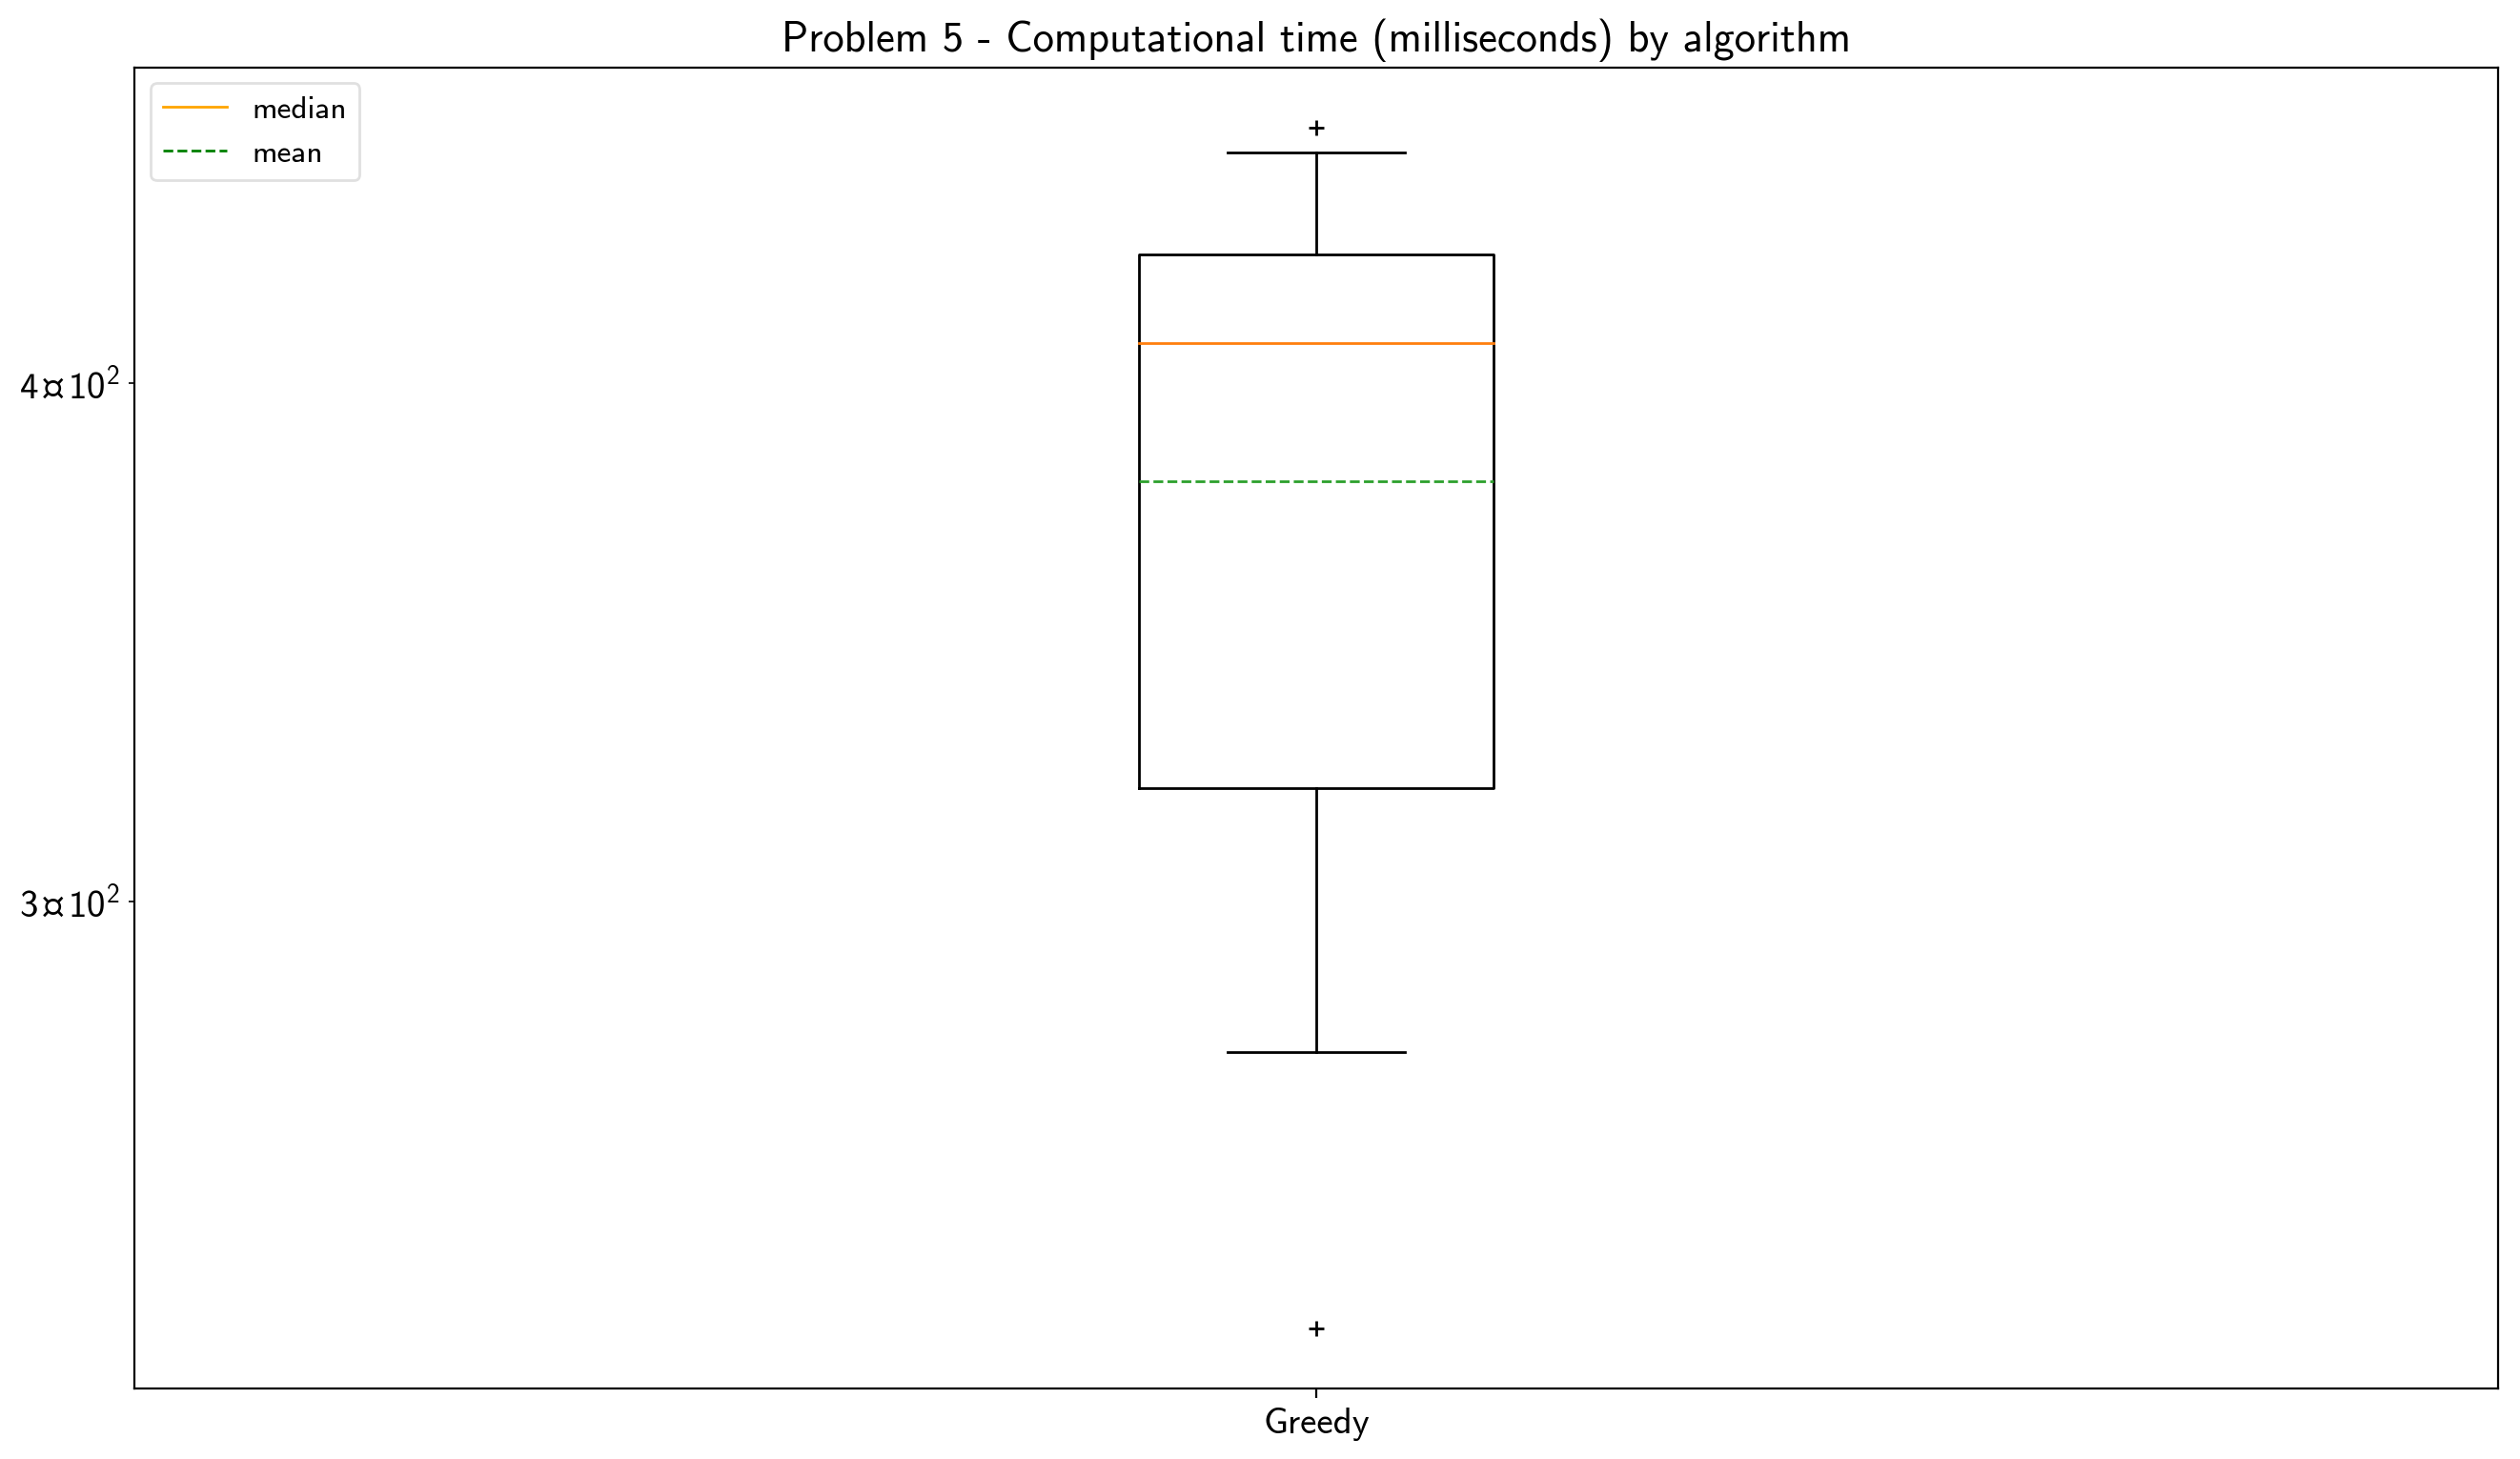 Problem 5 - Computational time (milliseconds) by algorithm
median
mean
4¤10²
3¤10²
Greedy